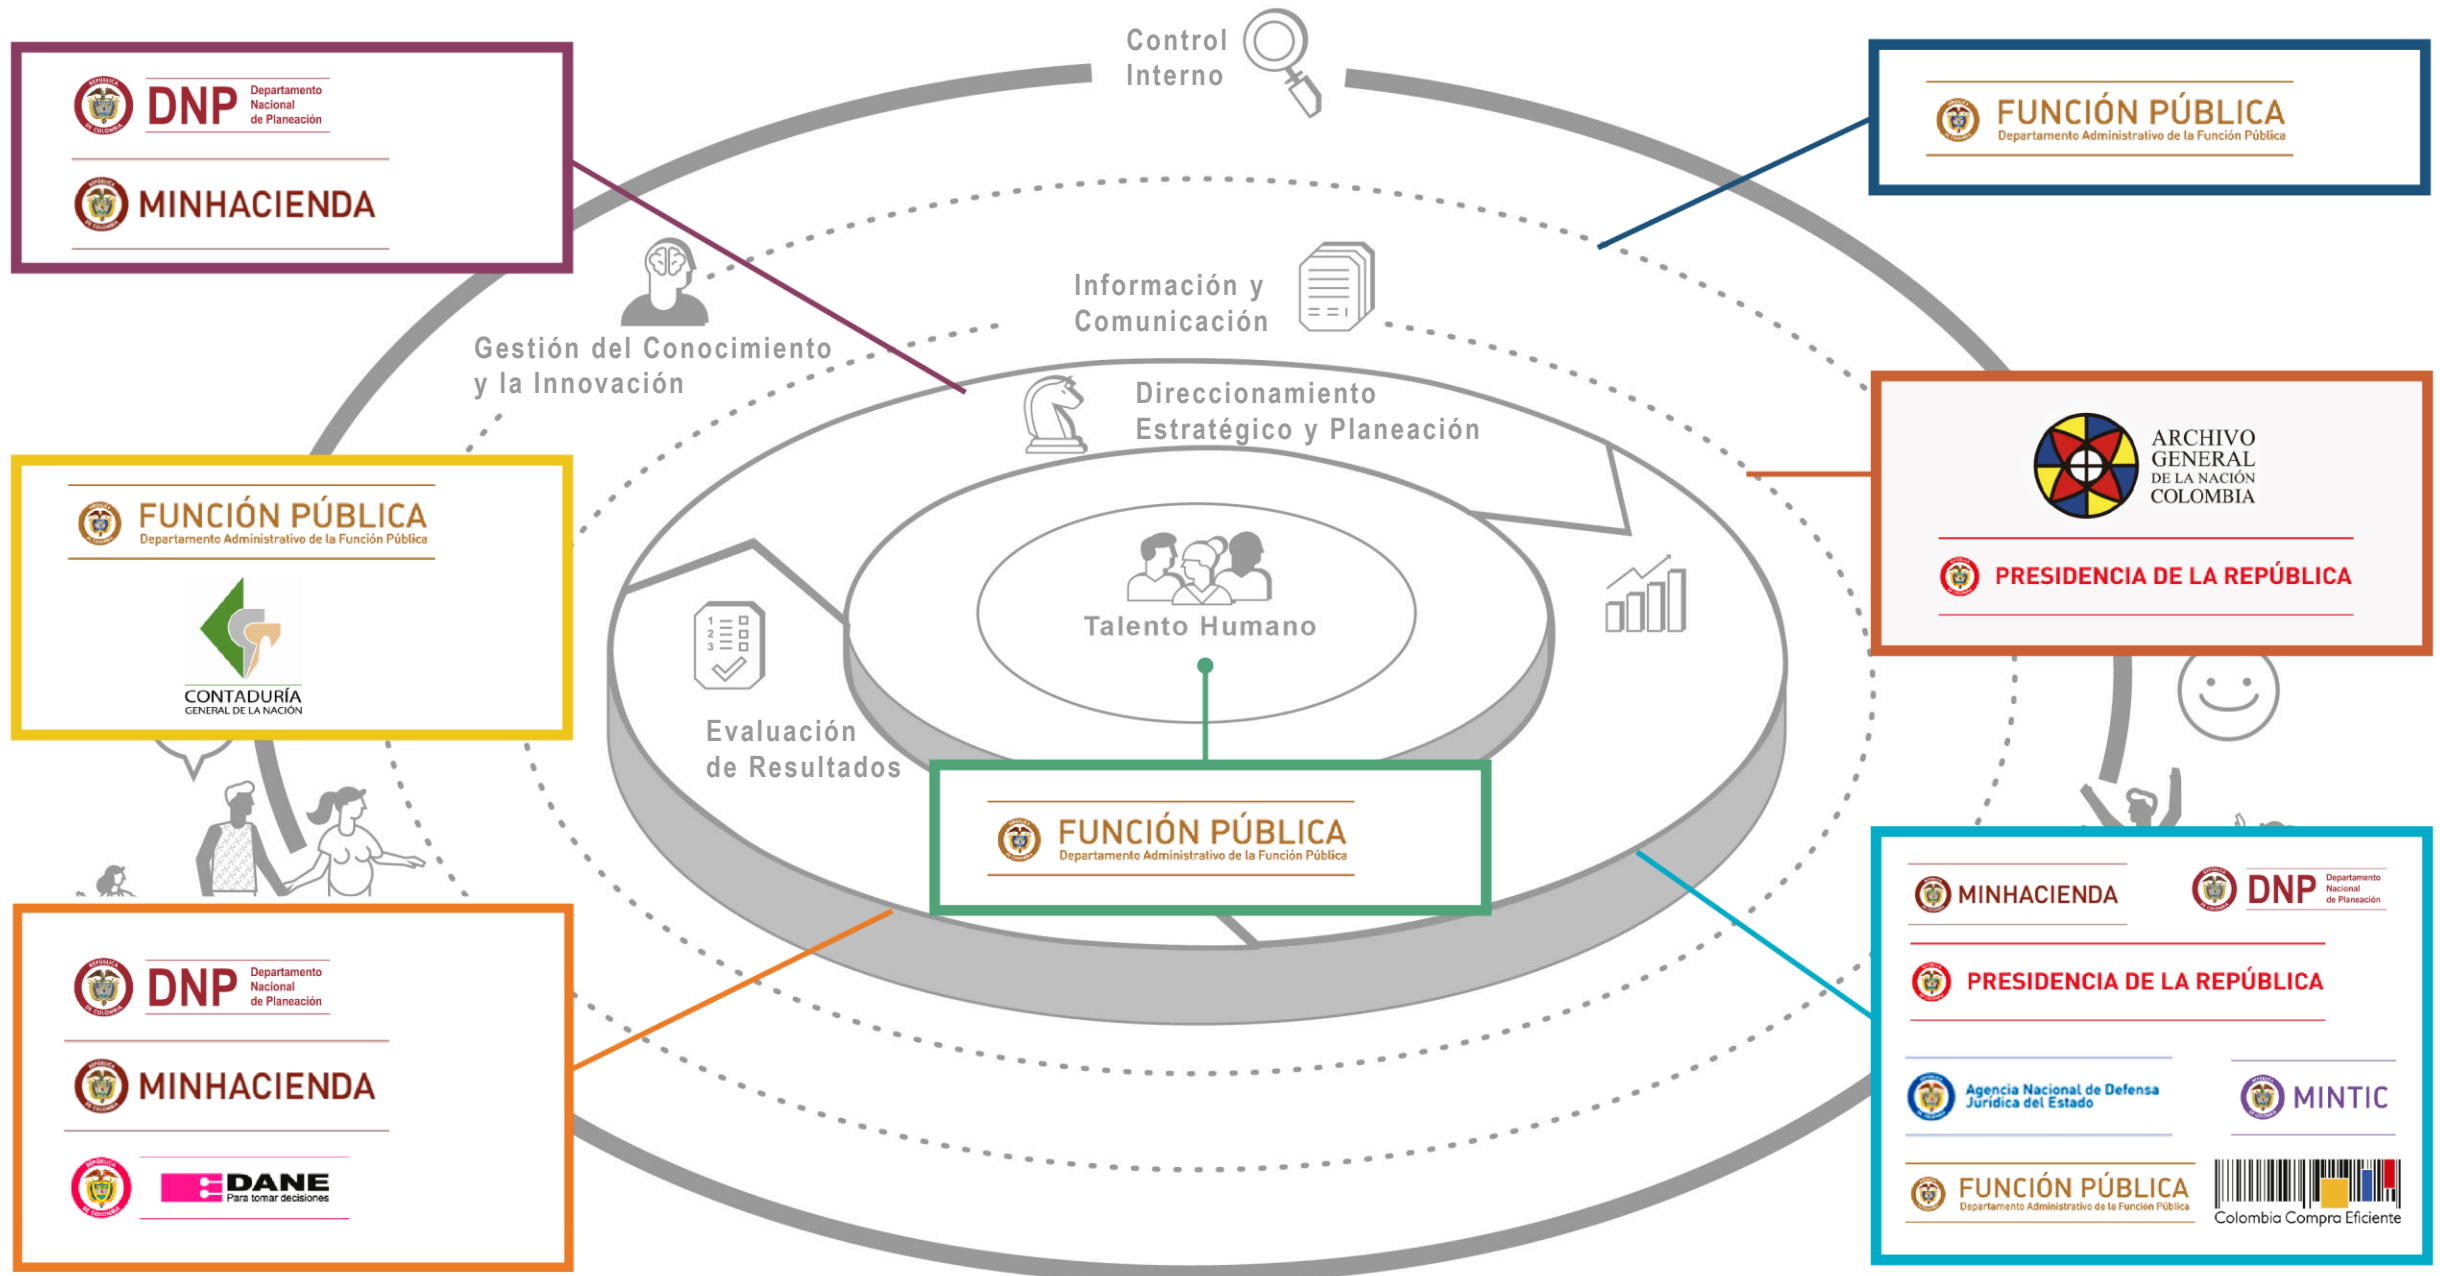 Control
Interno
DNP
Departamento
Nacional
de Planeación
MINHACIENDA
FUNCIÓN PÚBLICA
Departamento Administrativo de la Función Pública
Información y
Comunicación
Gestión del Conocimiento
y la Innovación
Direccionamiento
Estratégico y Planeación
ARCHIVO
GENERAL
DE LA NACIÓN
COLOMBIA
PRESIDENCIA DE LA REPÚBLICA
FUNCIÓN PÚBLICA
Departamento Administrativo de la Función Pública
CONTADURÍA
GENERAL DE LA NACIÓN
Talento Humano
1
2
3
Evaluación
de Resultados
FUNCIÓN PÚBLICA
Departamento Administrativo de la Función Pública
DNP
Departamento
Nacional
de Planeación
MINHACIENDA
DANE
Para tomar decisiones
MINHACIENDA
DNP
Departamento
Nacional
de Planeación
PRESIDENCIA DE LA REPÚBLICA
Agencia Nacional de Defensa
Jurídica del Estado
MINTIC
FUNCIÓN PÚBLICA
Departamento Administrativo de la Función Pública
Colombia Compra Eficiente